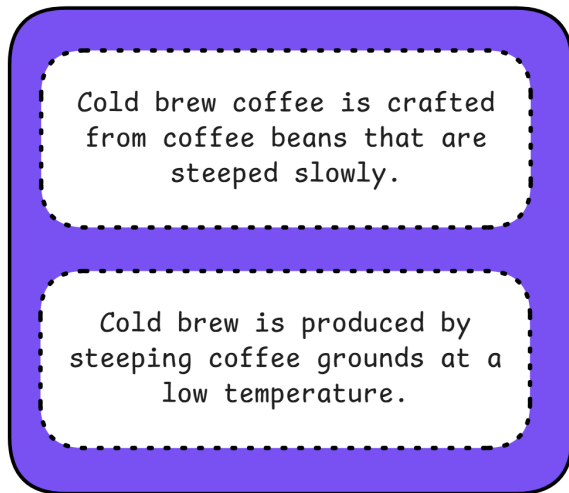 Cold brew coffee is crafted
from coffee beans that are
steeped slowly.
Cold brew is produced by
steeping coffee grounds at a
low temperature.